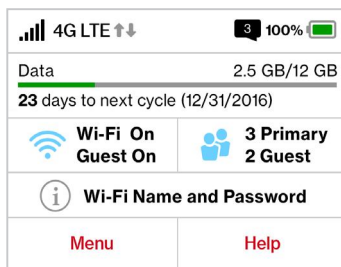 4G LTE 3 100%
Data 2.5 GB/12 GB
23 days to next cycle (12/31/2016)
Wi-Fi On 3 Primary
Guest On 2 Guest
i Wi-Fi Name and Password
Menu Help